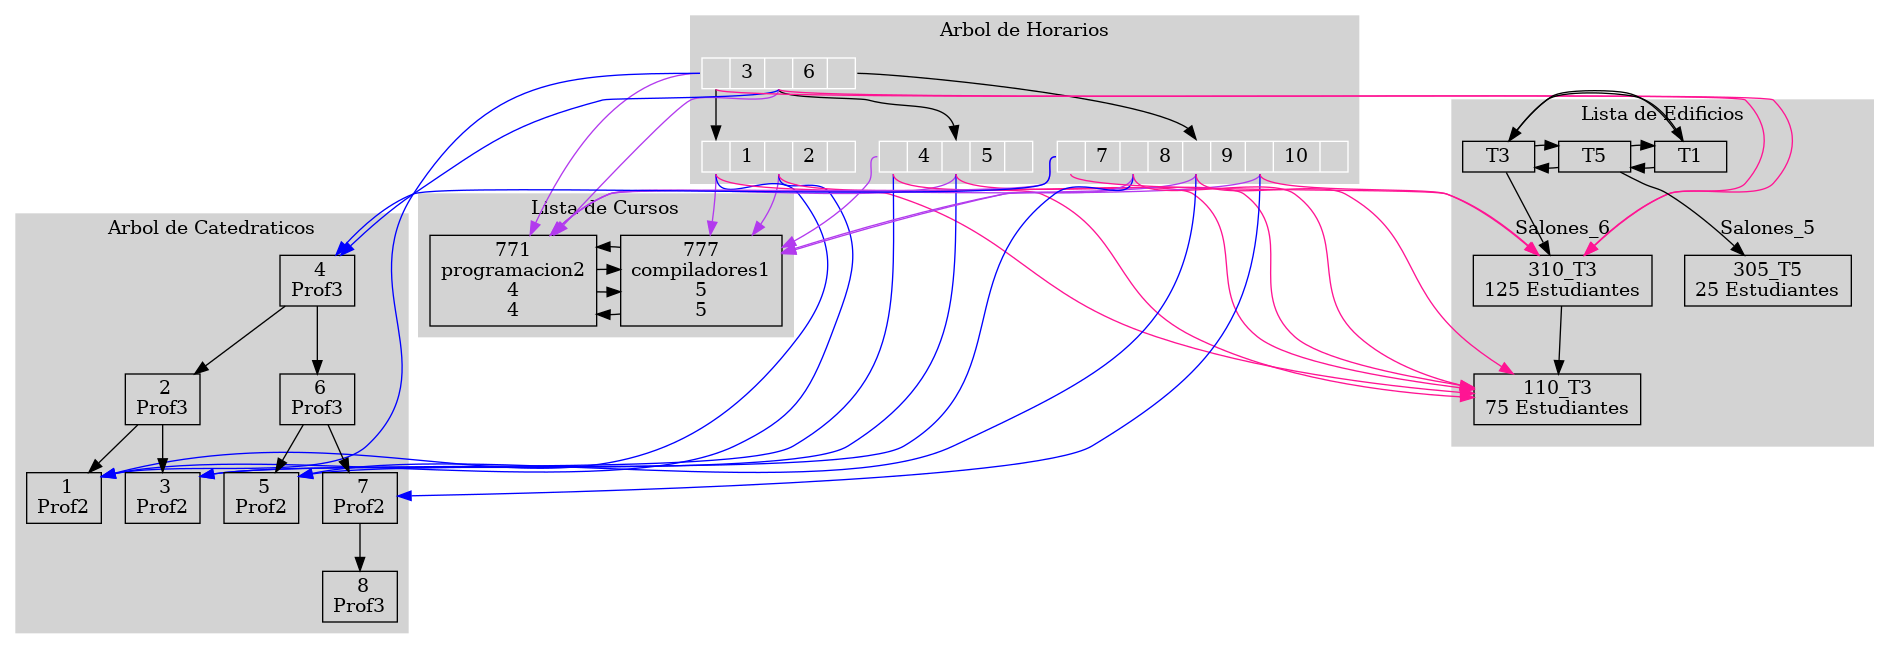 Arbol de Horarios
3 6
1 2
4 5
7 8 9 10
Lista de Edificios
T3
T5
T1
Salones_6
Salones_5
310_T3
125 Estudiantes
305_T5
25 Estudiantes
110_T3
75 Estudiantes
Lista de Cursos
771
programacion2
4
4
777
compiladores1
5
5
Arbol de Catedraticos
4
Prof3
2
Prof3
6
Prof3
1
Prof2
3
Prof2
5
Prof2
7
Prof2
8
Prof3